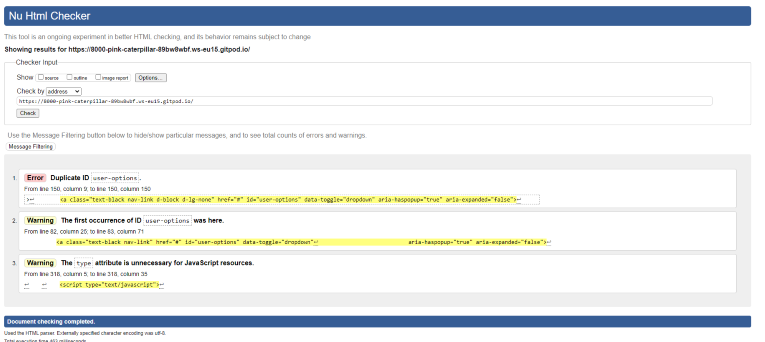 Nu Html Checker
This tool is an ongoing experiment in better HTML checking, and its behavior remains subject to change
Showing results for https://8000-pink-caterpillar-89bw8wbf.ws-eu15.gitpod.io/
Checker Input
Show source outline image report Options...
Check by address
https://8000-pink-caterpillar-89bw8wbf.ws-eu15.gitpod.io/
Check
Use the Message Filtering button below to hide/show particular messages, and to see total counts of errors and warnings.
Message Filtering
1. Error Duplicate ID user-options.
From line 150, column 9; to line 150, column 150
>↩ <a class="text-black nav-link d-block d-lg-none" href="#" id="user-options" data-toggle="dropdown" aria-haspopup="true" aria-expanded="false">↩
2. Warning The first occurrence of ID user-options was here.
From line 82, column 25; to line 83, column 71
<a class="text-black nav-link" href="#" id="user-options" data-toggle="dropdown"↩ aria-haspopup="true" aria-expanded="false">↩
3. Warning The type attribute is unnecessary for JavaScript resources.
From line 318, column 5; to line 318, column 35
↩ ↩ <script type="text/javascript">↩
Document checking completed.
Used the HTML parser. Externally specified character encoding was utf-8.
Total execution time 463 milliseconds.